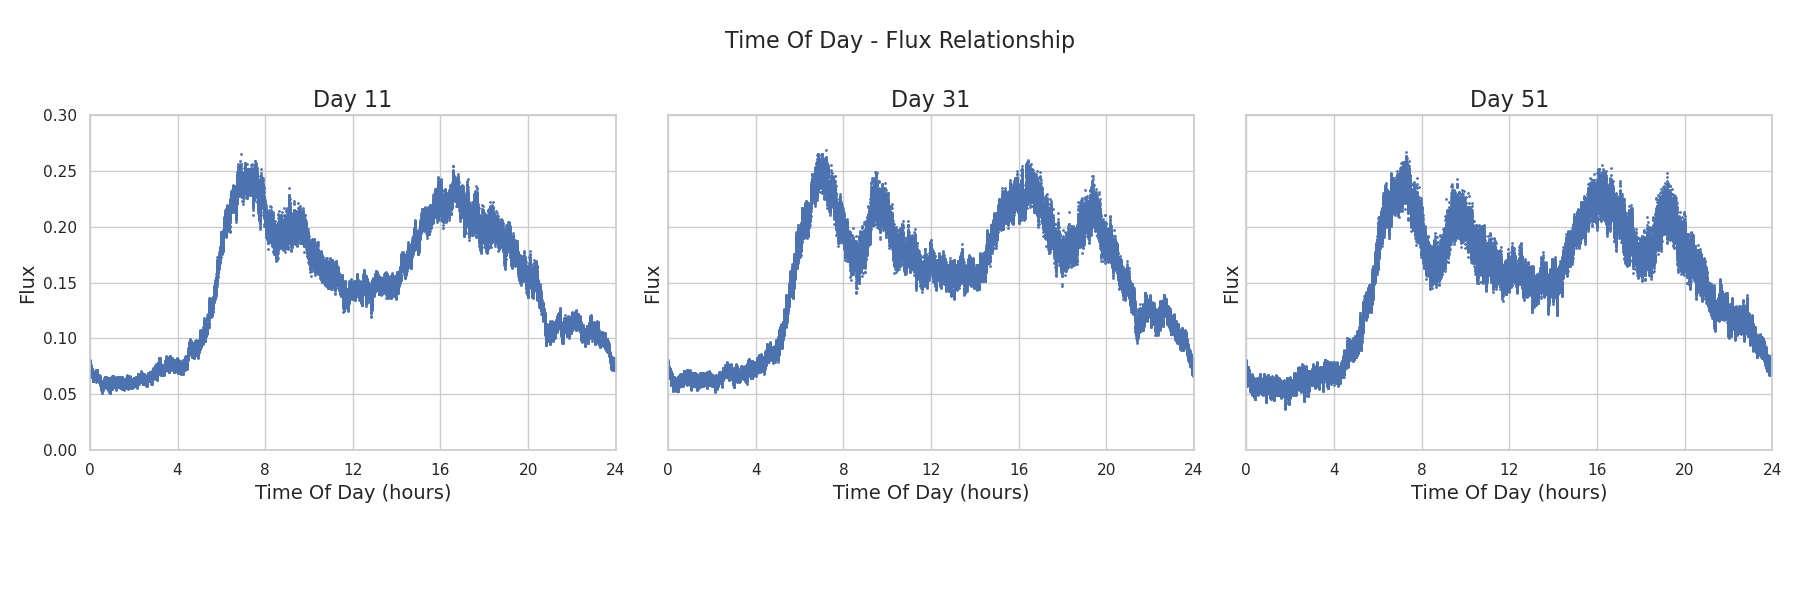 Time Of Day - Flux Relationship
Day 11
Day 31
Day 51
0.30
0.25
0.20
0.15
0.10
0.05
0.00
Flux
Flux
Flux
0 4 8 12 16 20 24
0 4 8 12 16 20 24
0 4 8 12 16 20 24
Time Of Day (hours)
Time Of Day (hours)
Time Of Day (hours)